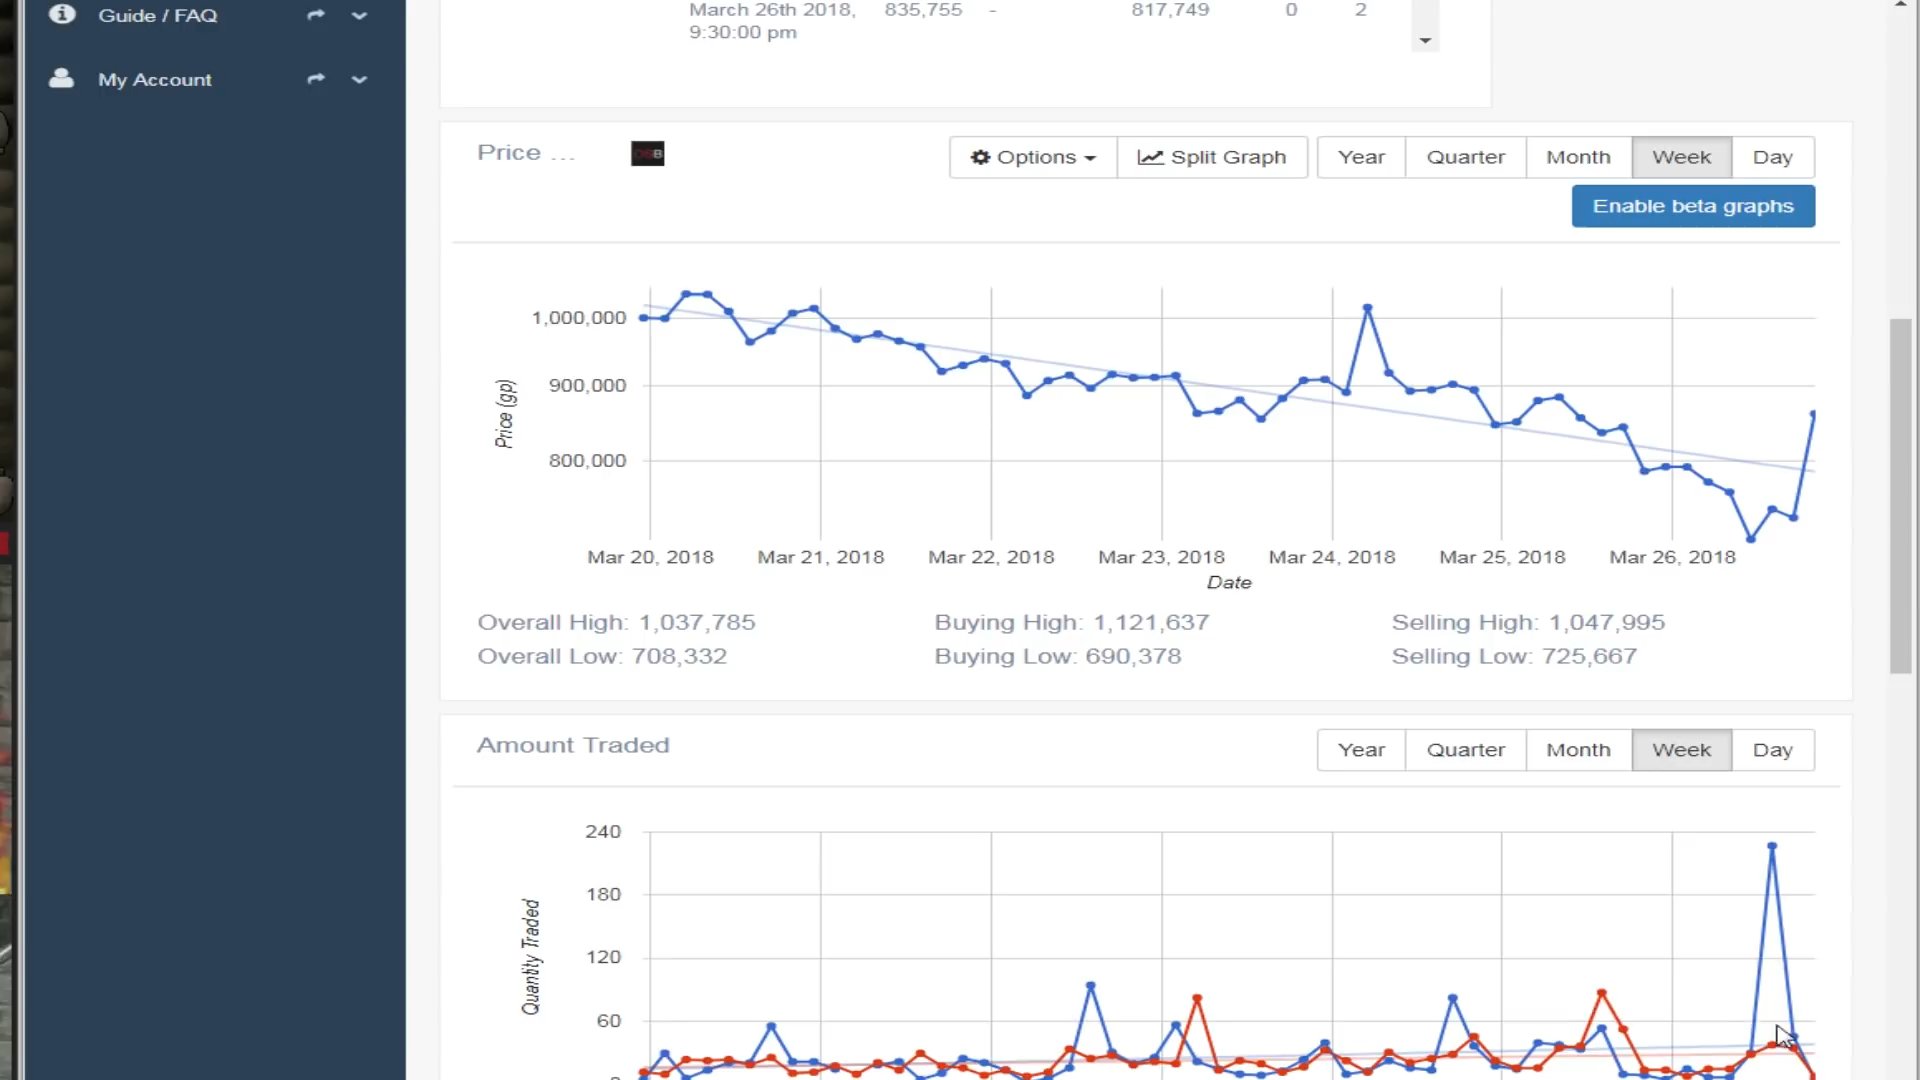 Guide / FAQ
My Account
March 26th 2018, 835,755 - 817,749 0 2
9:30:00 pm
Price ...
Options Split Graph Year Quarter Month Week Day
Enable beta graphs
1,000,000
900,000
800,000
Price (gp)
Mar 20, 2018 Mar 21, 2018 Mar 22, 2018 Mar 23, 2018 Mar 24, 2018 Mar 25, 2018 Mar 26, 2018
Date
Overall High: 1,037,785 Buying High: 1,121,637 Selling High: 1,047,995
Overall Low: 708,332 Buying Low: 690,378 Selling Low: 725,667
Amount Traded
Year Quarter Month Week Day
240
180
120
60
Quantity Traded